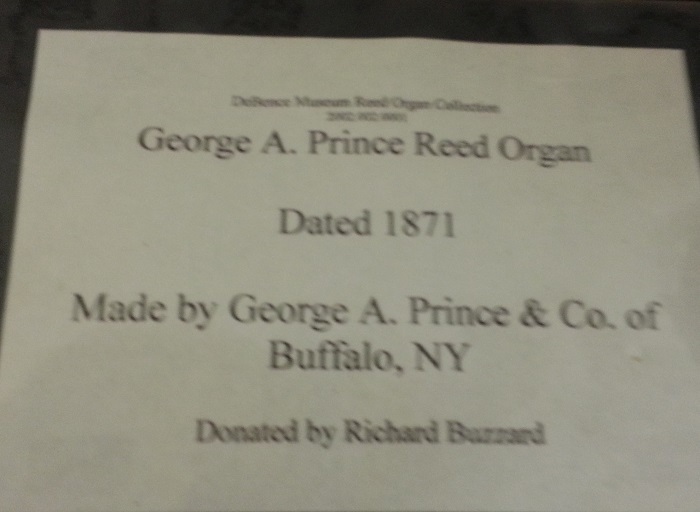 DeBence Museum Reed Organ Collection
George A. Prince Reed Organ
Dated 1871
Made by George A. Prince & Co. of
Buffalo, NY
Donated by Richard Buzzard